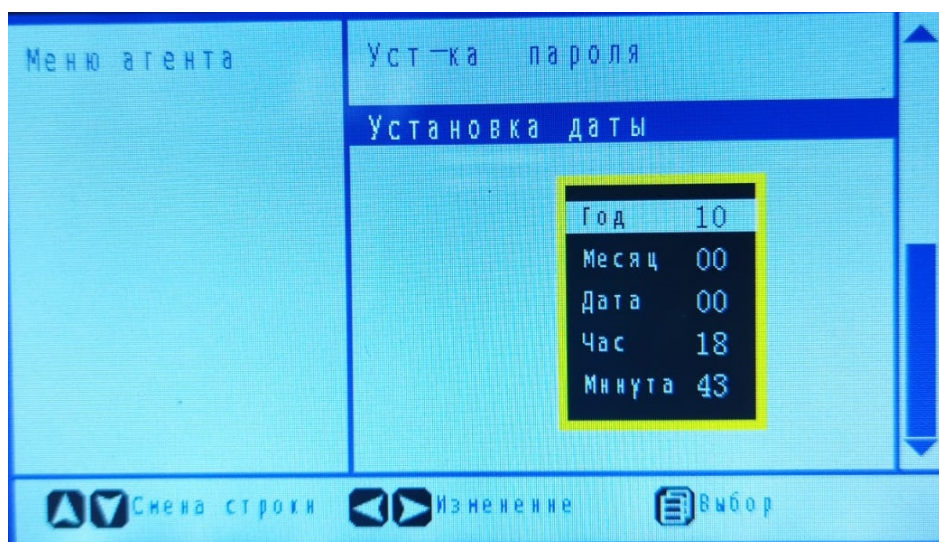 Меню агента
Уст-ка пароля
Установка даты
Год 10
Месяц 00
Дата 00
Час 18
Минута 43
Смена строки Изменение Выбор